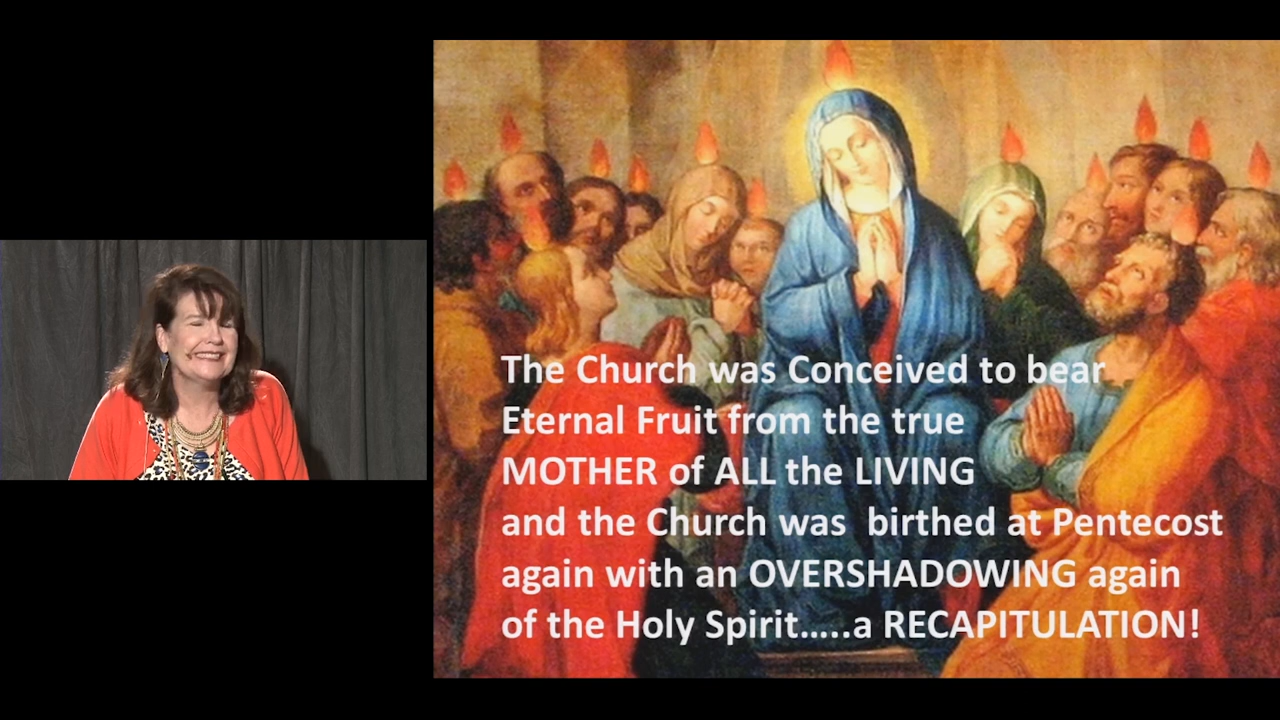 The Church was Conceived to bear
Eternal Fruit from the true
MOTHER of ALL the LIVING
and the Church was  birthed at Pentecost
again with an OVERSHADOWING again
of the Holy Spirit.....a RECAPITULATION!